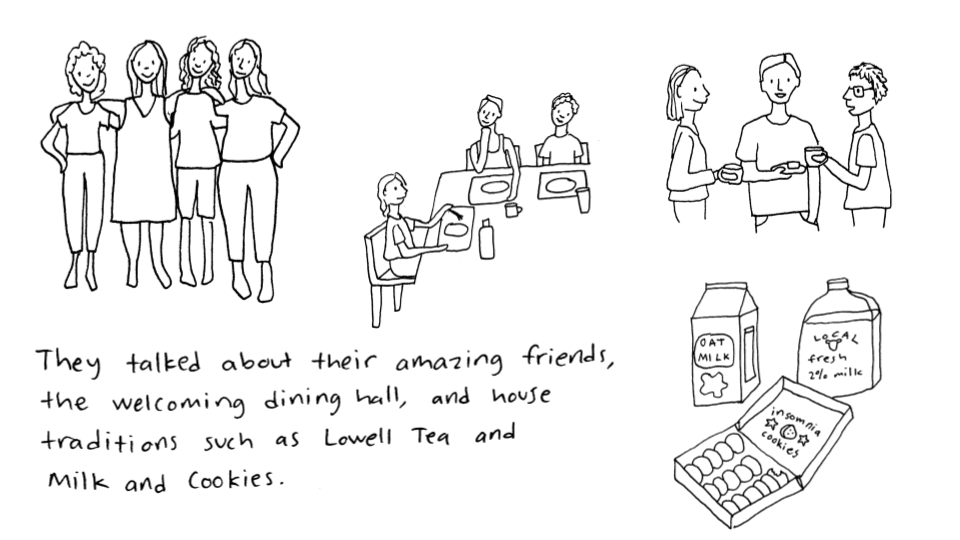 They talked about their amazing friends,
the welcoming dining hall, and house
traditions such as Lowell Tea and
Milk and Cookies.
OAT
MILK
LOCAL
fresh
2% milk
insomnia
cookies